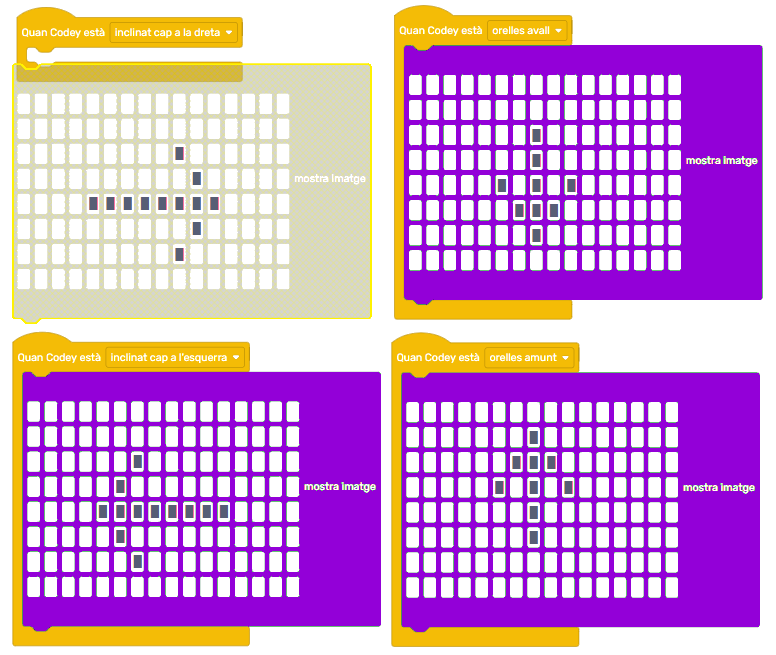 Quan Codey està inclinat cap a la dreta
mostra imatge
Quan Codey està orelles avall
mostra imatge
Quan Codey està inclinat cap a l'esquerra
mostra imatge
Quan Codey està orelles amunt
mostra imatge